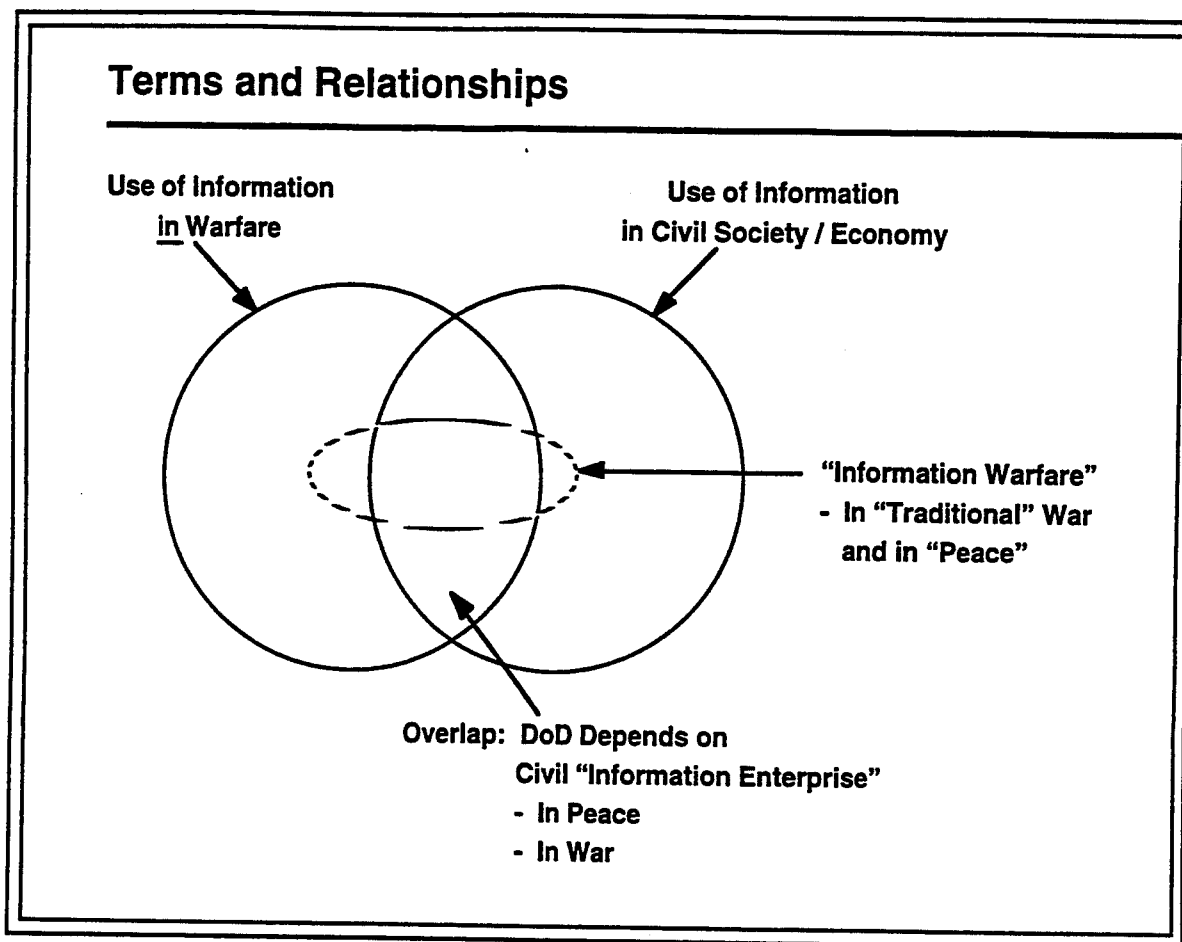 Terms and Relationships
Use of Information
in Warfare
Use of Information
in Civil Society / Economy
“Information Warfare”
- In “Traditional” War
and in “Peace”
Overlap: DoD Depends on
Civil “Information Enterprise”
- In Peace
- In War